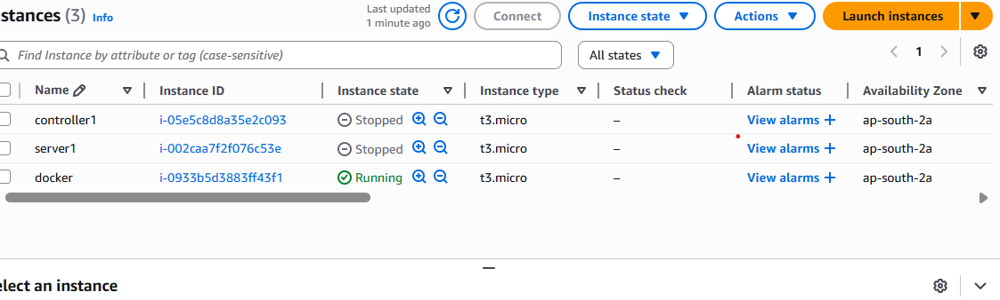 stances (3) Info
Last updated
1 minute ago
Connect
Instance state
Actions
Launch instances
Find Instance by attribute or tag (case-sensitive)
All states
1
Name Instance ID Instance state Instance type Status check Alarm status Availability Zone
controller1 i-05e5c8d8a35e2c093 Stopped t3.micro – View alarms + ap-south-2a
server1 i-002caa7f2f076c53e Stopped t3.micro – View alarms + ap-south-2a
docker i-0933b5d3883ff43f1 Running t3.micro – View alarms + ap-south-2a
elect an instance